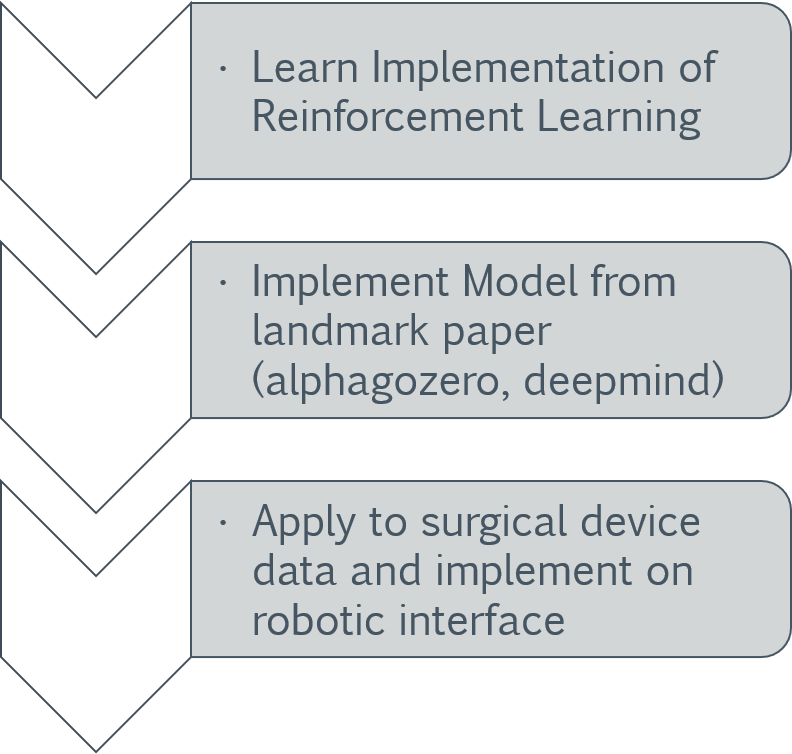 · Learn Implementation of
Reinforcement Learning
· Implement Model from
landmark paper
(alphagozero, deepmind)
· Apply to surgical device
data and implement on
robotic interface